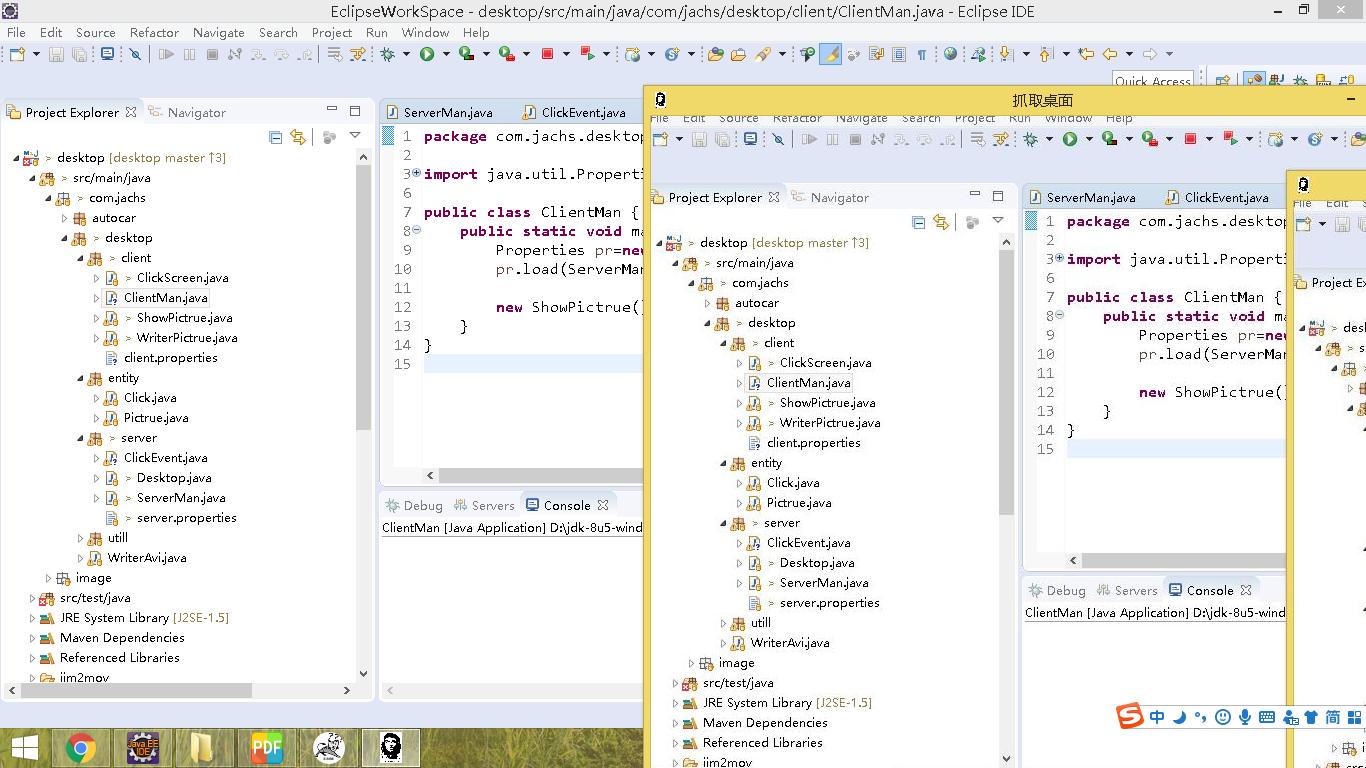 EclipseWorkSpace - desktop/src/main/java/com/jachs/desktop/client/ClientMan.java - Eclipse IDE
File Edit Source Refactor Navigate Search Project Run Window Help
Quick Access
Project Explorer Navigator
> desktop [desktop master ↑3]
> src/main/java
> com.jachs
autocar
> desktop
> client
> ClickScreen.java
ClientMan.java
> ShowPictrue.java
> WriterPictrue.java
client.properties
entity
Click.java
Pictrue.java
> server
ClickEvent.java
> Desktop.java
> ServerMan.java
> server.properties
utill
WriterAvi.java
image
src/test/java
JRE System Library [J2SE-1.5]
Maven Dependencies
Referenced Libraries
jim2mov
ServerMan.java ClickEvent.java
1 package com.jachs.deskto
2
3 import java.util.Properti
7 public class ClientMan {
8 public static void ma
9 Properties pr=new
10 pr.load(ServerMan
11
12 new ShowPictrue()
13 }
14 }
15
Debug Servers Console
ClientMan [Java Application] D:\jdk-8u5-wind
抓取桌面
File Edit Source Refactor Navigate Search Project Run Window Help
Project Explorer Navigator
> desktop [desktop master ↑3]
> src/main/java
> com.jachs
autocar
> desktop
> client
> ClickScreen.java
ClientMan.java
> ShowPictrue.java
> WriterPictrue.java
client.properties
entity
Click.java
Pictrue.java
> server
ClickEvent.java
> Desktop.java
> ServerMan.java
> server.properties
utill
WriterAvi.java
image
src/test/java
JRE System Library [J2SE-1.5]
Maven Dependencies
Referenced Libraries
jim2mov
ServerMan.java ClickEvent.java
1 package com.jachs.deskto
2
3 import java.util.Properti
7 public class ClientMan {
8 public static void ma
9 Properties pr=new
10 pr.load(ServerMan
11
12 new ShowPictrue()
13 }
14 }
15
Debug Servers Console
ClientMan [Java Application] D:\jdk-8u5-wind
File Edit S
Project Ex
> desk
> s
中 简
Java EE
IDE
PDF